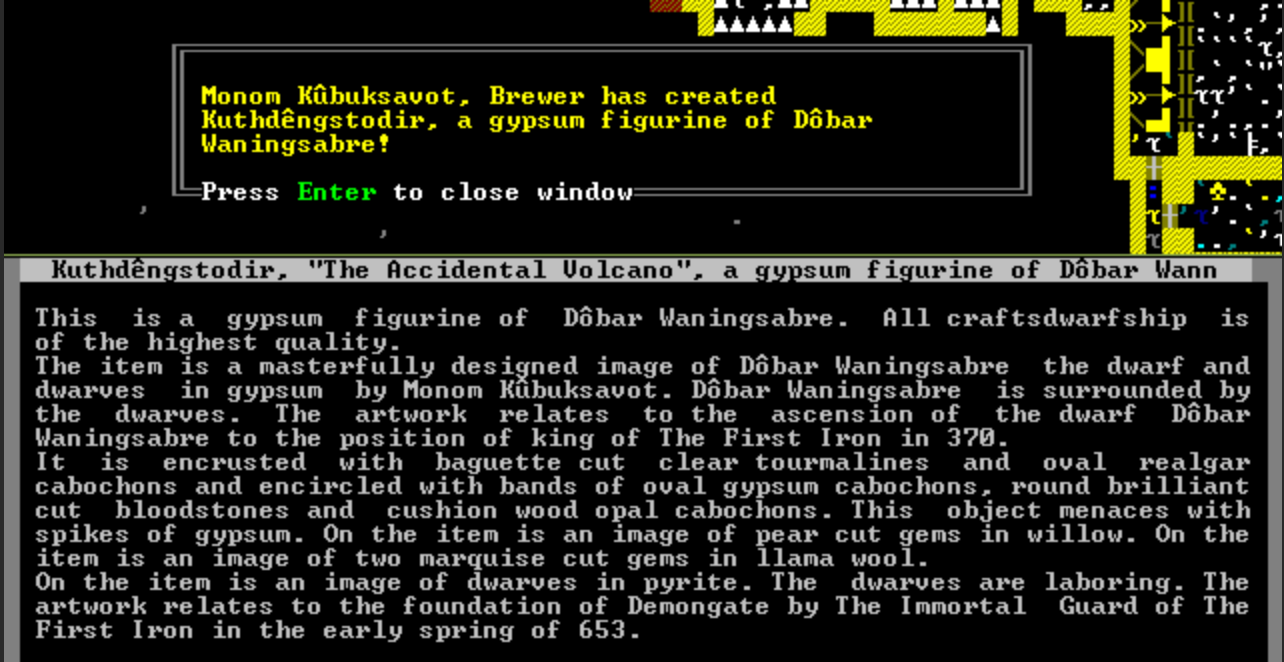 Monom Kûbuksavot, Brewer has created
Kuthdêngstodir, a gypsum figurine of Dôbar
Waningsabre!
Press Enter to close window
Kuthdêngstodir, "The Accidental Volcano", a gypsum figurine of Dôbar Wann
This is a gypsum figurine of Dôbar Waningsabre. All craftsdwarfship is
of the highest quality.
The item is a masterfully designed image of Dôbar Waningsabre the dwarf and
dwarves in gypsum by Monom Kûbuksavot. Dôbar Waningsabre is surrounded by
the dwarves. The artwork relates to the ascension of the dwarf Dôbar
Waningsabre to the position of king of The First Iron in 370.
It is encrusted with baguette cut clear tourmalines and oval realgar
cabochons and encircled with bands of oval gypsum cabochons, round brilliant
cut bloodstones and cushion wood opal cabochons. This object menaces with
spikes of gypsum. On the item is an image of pear cut gems in willow. On the
item is an image of two marquise cut gems in llama wool.
On the item is an image of dwarves in pyrite. The dwarves are laboring. The
artwork relates to the foundation of Demongate by The Immortal Guard of The
First Iron in the early spring of 653.